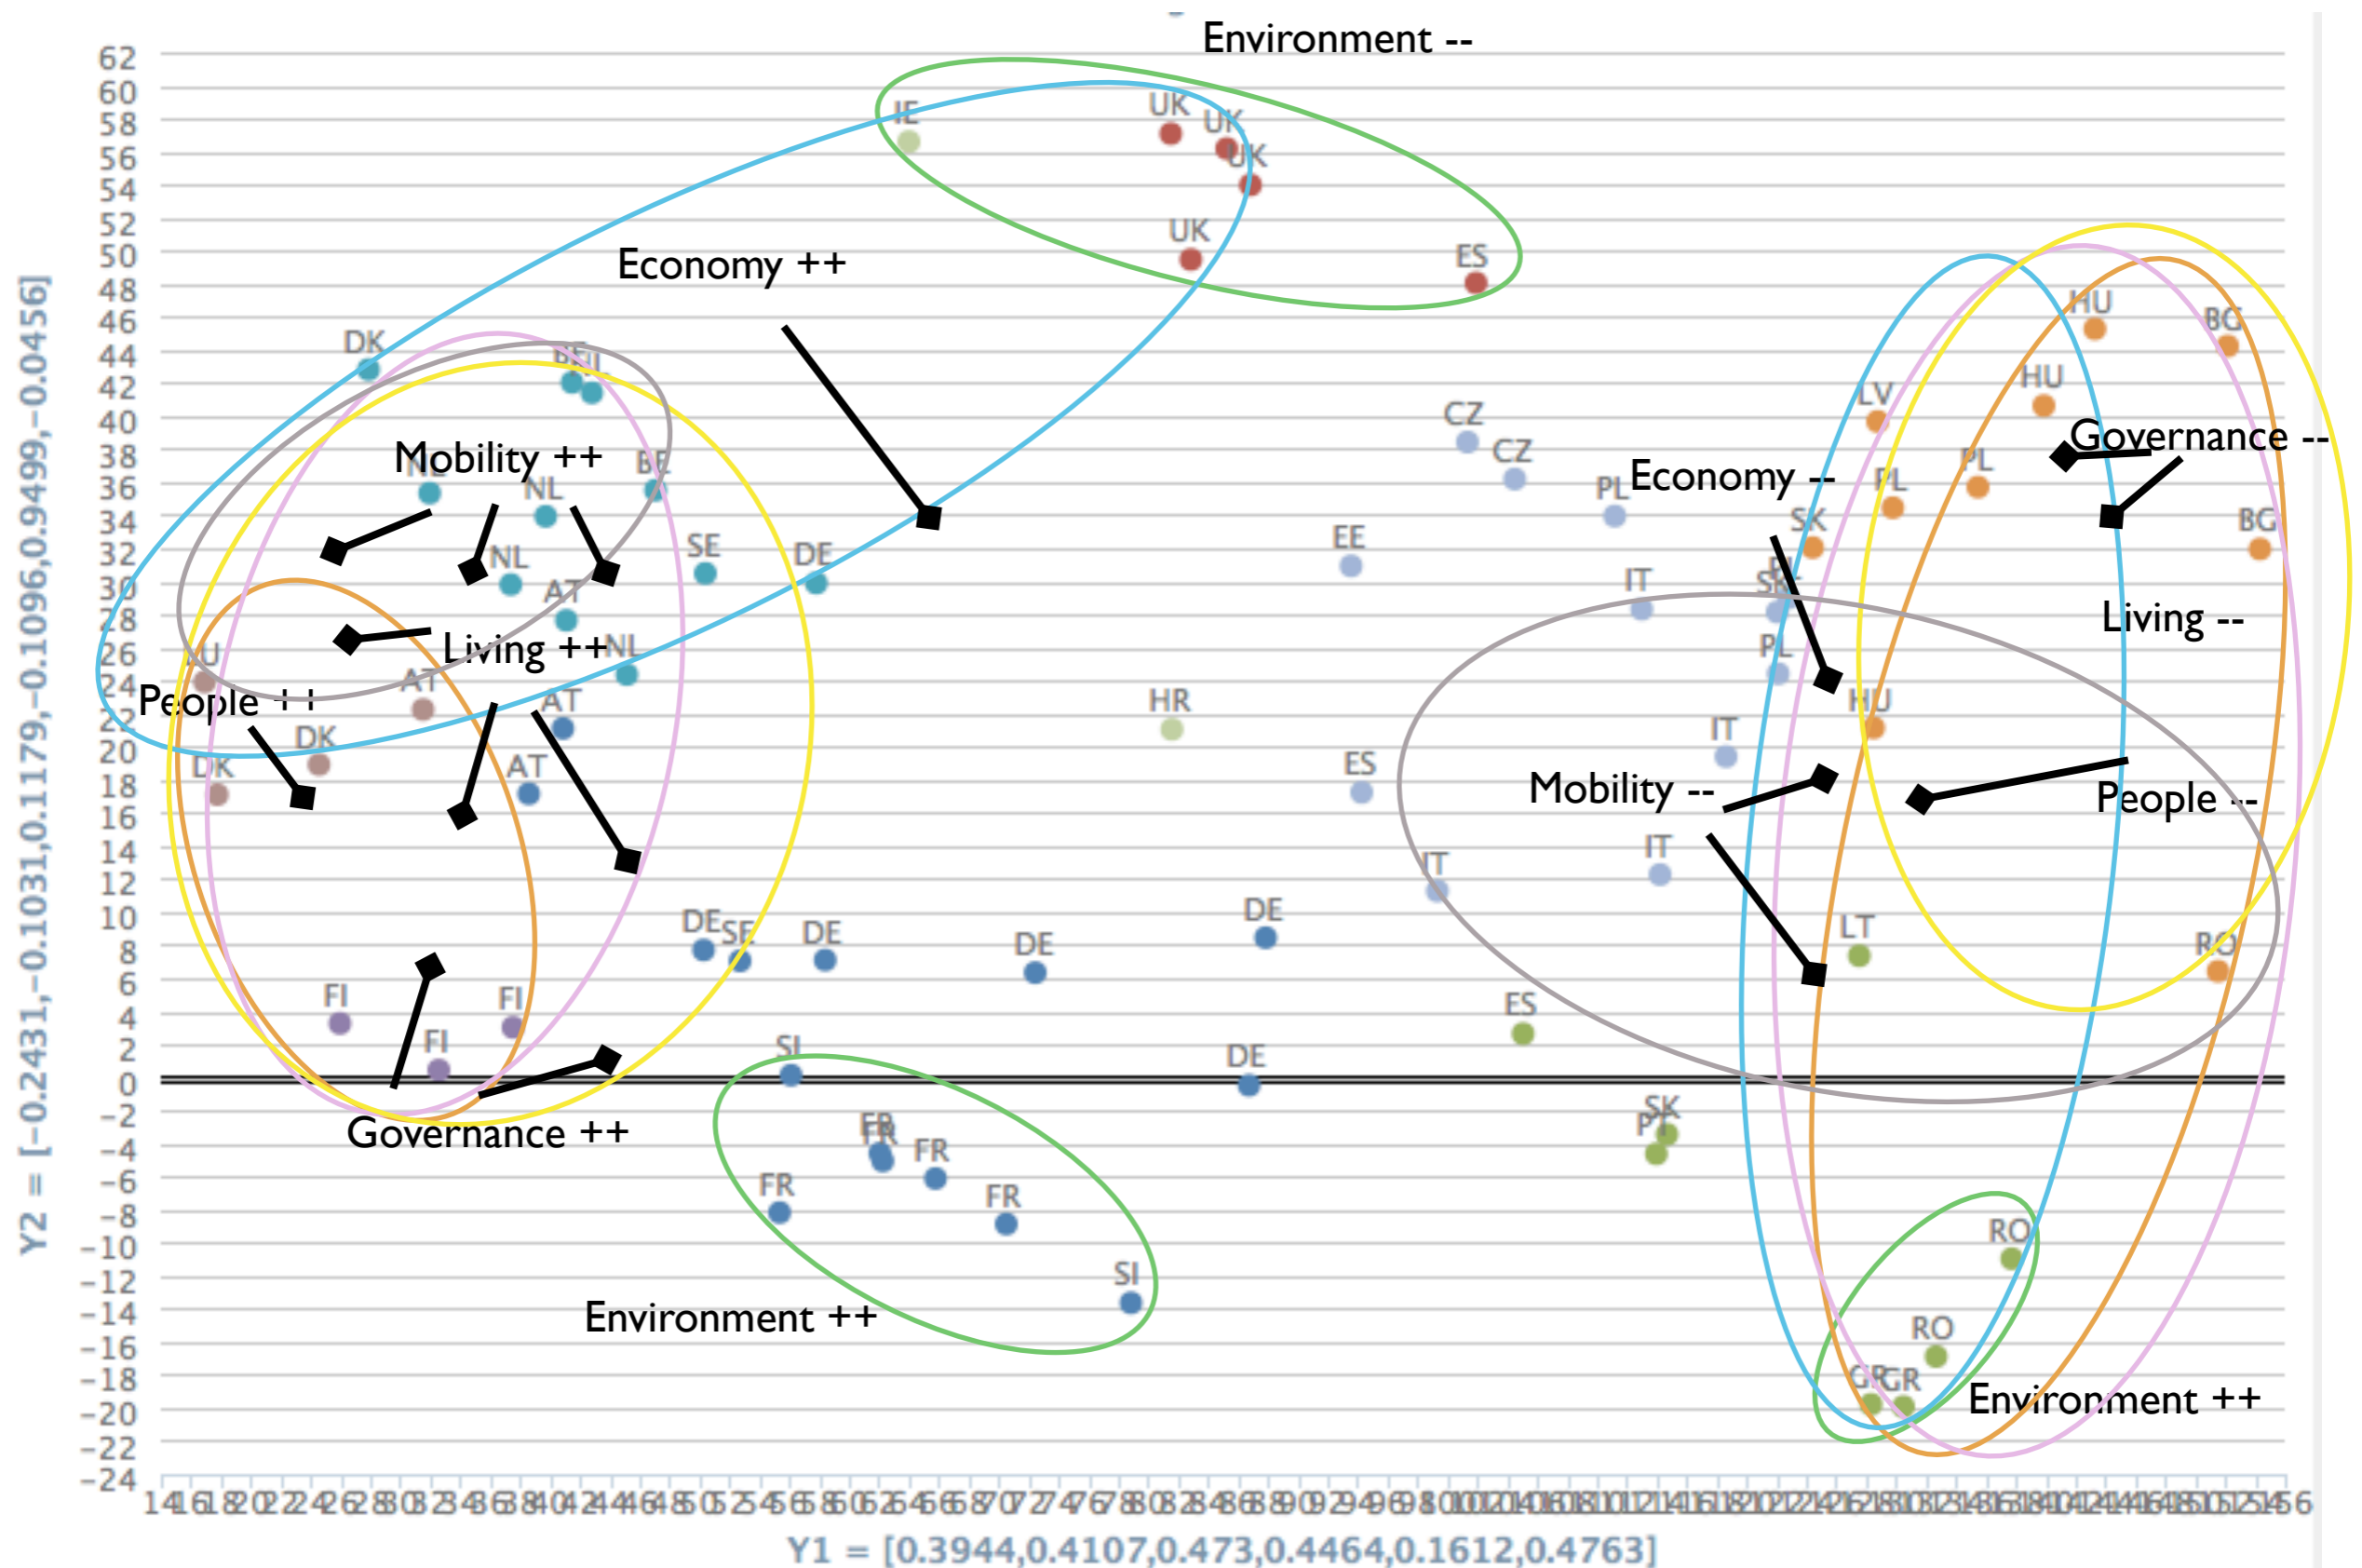 Environment --
62
60
58
56
54
52
50
48
46
44
42
40
38
36
34
32
30
28
26
24
22
20
18
16
14
12
10
8
6
4
2
0
−2
−4
−6
−8
−10
−12
−14
−16
−18
−20
−22
−24
Y2 = [−0.2431,−0.1031,0.1179,−0.1096,0.9499,−0.0456]
IE
UK
UK
UK
UK
ES
Economy ++
DK
BE
NL
Mobility ++
NL
NL
BE
NL
AT
SE
DE
Living ++
NL
AT
AT
People ++
DK
DK
AT
AT
HR
ES
CZ
CZ
PL
EE
IT
Economy --
LV
HU
BG
HU
Governance --
PL
PL
SK
BG
PL
SK
PL
Living --
HU
IT
Mobility --
People --
IT
IT
LT
RO
DE
SE
DE
DE
DE
FI
FI
FI
SI
DE
ES
Governance ++
FR
FR
FR
FR
FR
SK
PT
SI
Environment ++
RO
RO
GR
GR
Environment ++
Y1 = [0.3944,0.4107,0.473,0.4464,0.1612,0.4763]